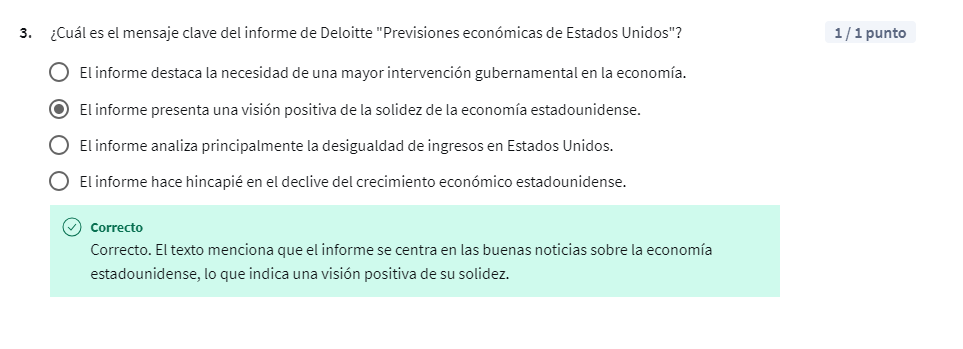 3. ¿Cuál es el mensaje clave del informe de Deloitte "Previsiones económicas de Estados Unidos"? 1 / 1 punto
El informe destaca la necesidad de una mayor intervención gubernamental en la economía.
El informe presenta una visión positiva de la solidez de la economía estadounidense.
El informe analiza principalmente la desigualdad de ingresos en Estados Unidos.
El informe hace hincapié en el declive del crecimiento económico estadounidense.
Correcto
Correcto. El texto menciona que el informe se centra en las buenas noticias sobre la economía
estadounidense, lo que indica una visión positiva de su solidez.